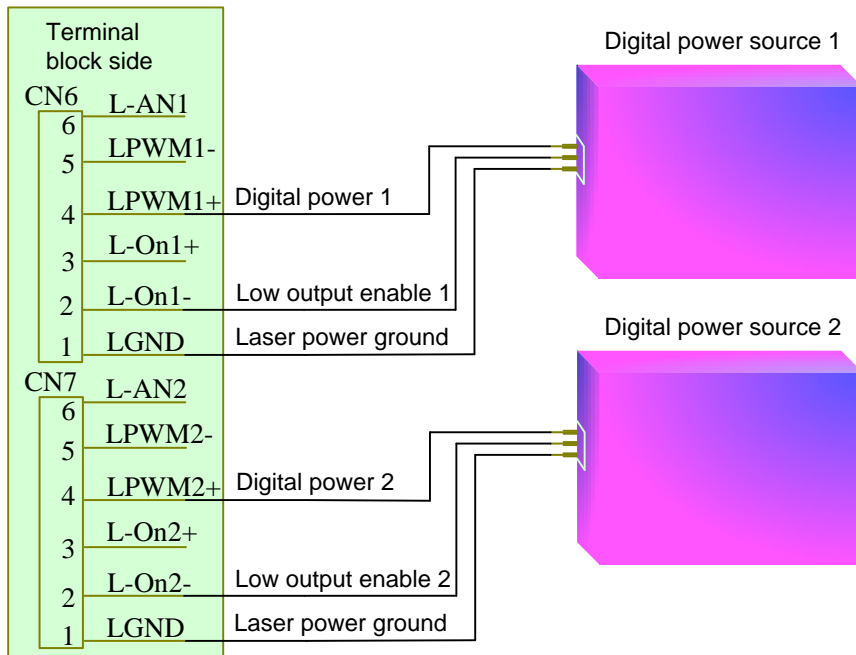 Terminal
block side
Digital power source 1
CN6
6 L-AN1
5 LPWM1-
4 LPWM1+ Digital power 1
3 L-On1+
2 L-On1- Low output enable 1
1 LGND Laser power ground
Digital power source 2
CN7
6 L-AN2
5 LPWM2-
4 LPWM2+ Digital power 2
3 L-On2+
2 L-On2- Low output enable 2
1 LGND Laser power ground